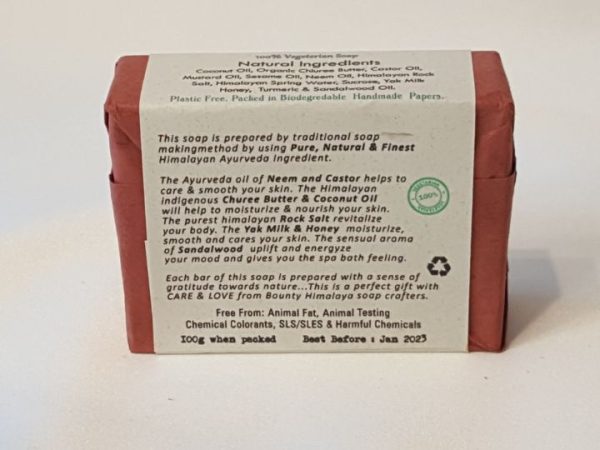 100% Vegetarian Soap
Natural Ingredients
Coconut Oil, Organic Chiuree Butter, Castor Oil,
Mustard Oil, Sesame Oil, Neem Oil, Himalayan Rock
Salt, Himalayan Spring Water, Sucrose, Yak Milk
Honey, Turmeric & Sandalwood Oil.
Plastic Free. Packed in Biodegredable Handmade Papers.
This soap is prepared by traditional soap
makingmethod by using Pure, Natural & Finest
Himalayan Ayurveda Ingredient.
The Ayurveda oil of Neem and Castor helps to
care & smooth your skin. The Himalayan
indigenous Churee Butter & Coconut Oil
will help to moisturize & nourish your skin.
The purest himalayan Rock Salt revitalize
your body. The Yak Milk & Honey moisturize,
smooth and cares your skin. The sensual aroma
of Sandalwood uplift and energyze
your mood and gives you the spa bath feeling.
100%
Each bar of this soap is prepared with a sense of
gratitude towards nature...This is a perfect gift with
CARE & LOVE from Bounty Himalaya soap crafters.
Free From: Animal Fat, Animal Testing
Chemical Colorants, SLS/SLES & Harmful Chemicals
100g when packed Best Before : Jan 2023